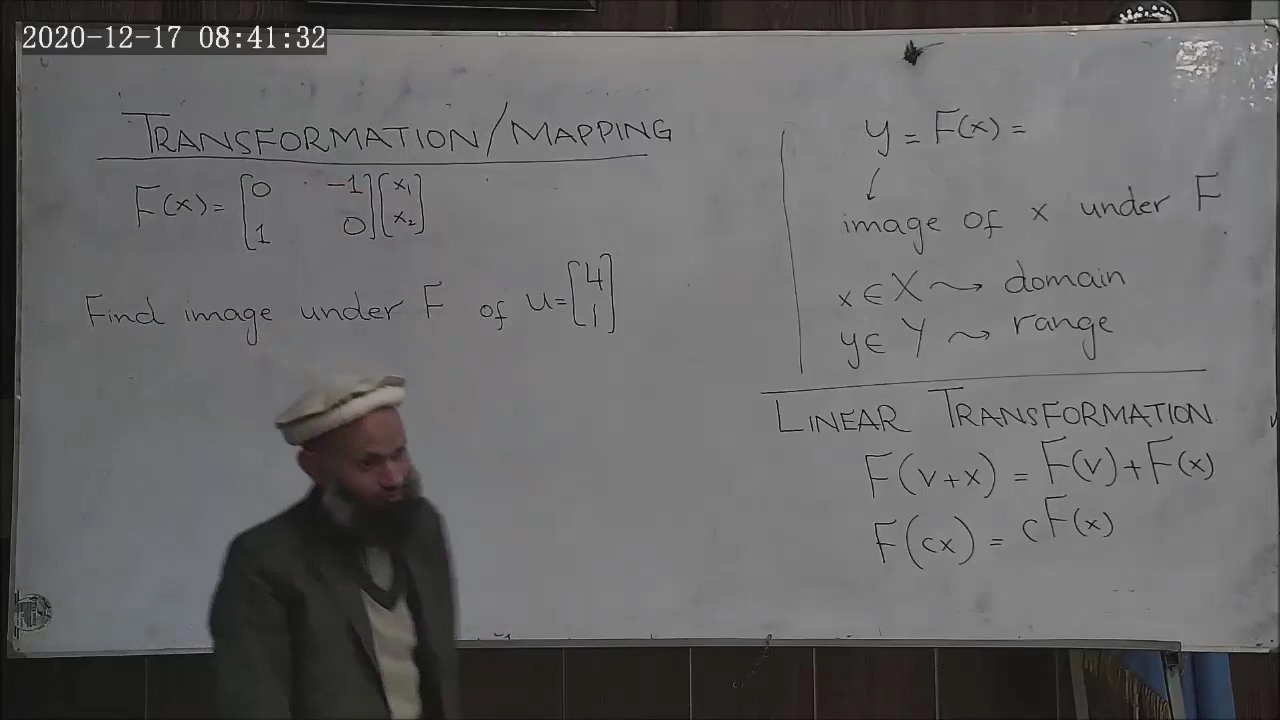 2020-12-17 08:41:32
TRANSFORMATION/MAPPING
F(x) = [0 -1; 1 0] [x₁; x₂]
Find image under F of u = [4; 1]
y = F(x) =
image of x under F
x ∈ X ⇝ domain
y ∈ Y ⇝ range
LINEAR TRANSFORMATION
F(v+x) = F(v) + F(x)
F(cx) = cF(x)